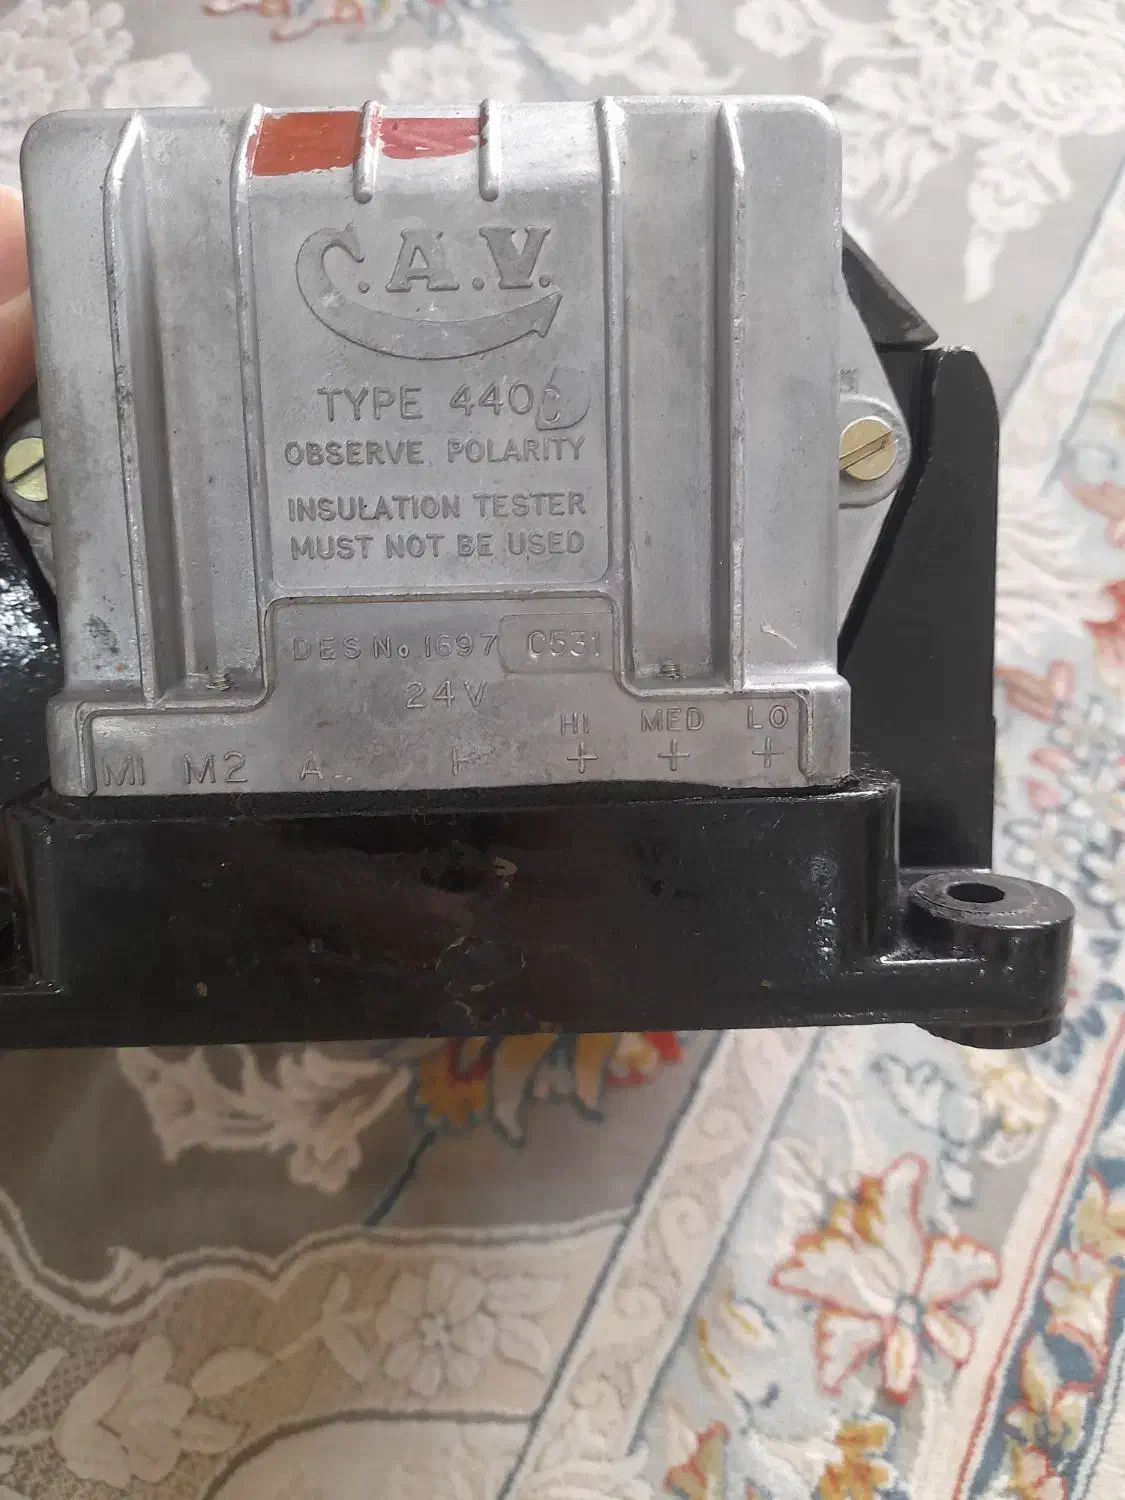 C.A.V.
TYPE 440
OBSERVE POLARITY
INSULATION TESTER
MUST NOT BE USED
DES No 1697 C531
24V
HI MED LO
M1 M2 A + + +